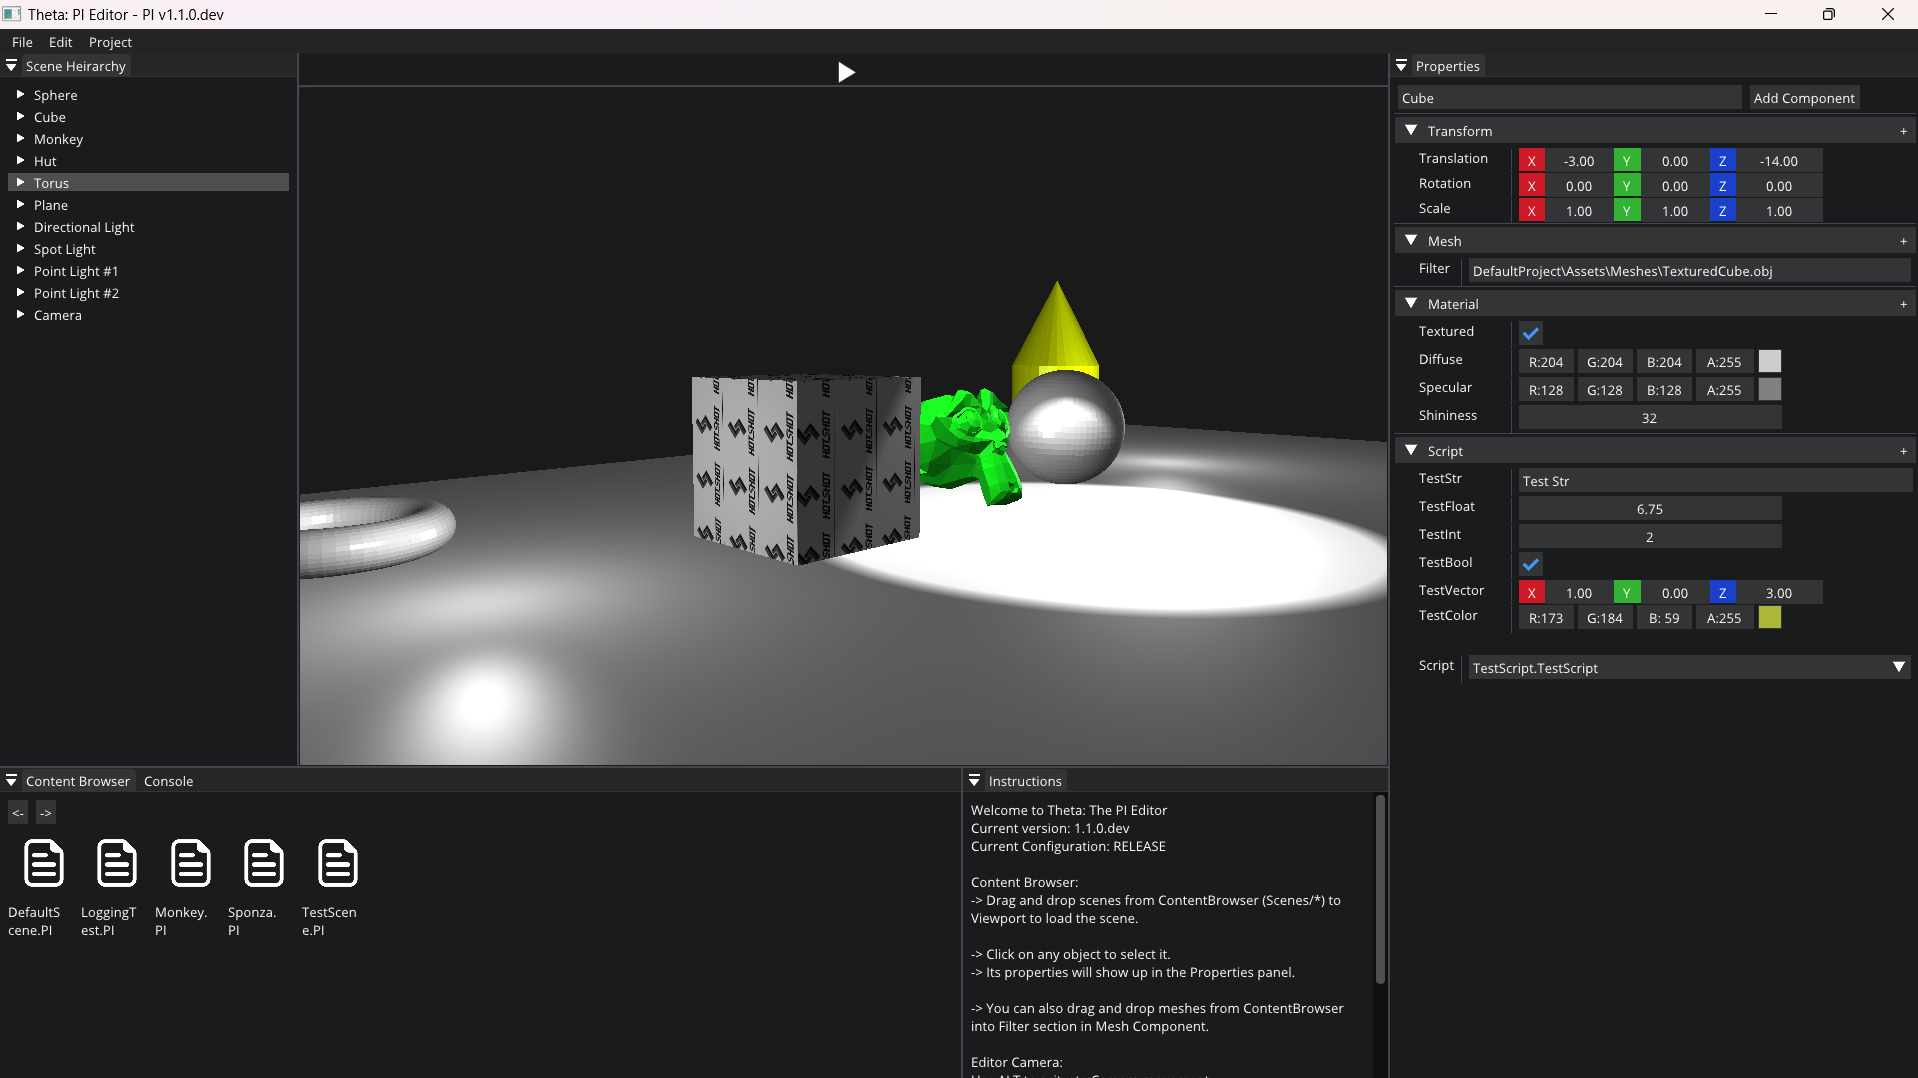 Theta: PI Editor - PI v1.1.0.dev
File Edit Project
Scene Heirarchy
Sphere
Cube
Monkey
Hut
Torus
Plane
Directional Light
Spot Light
Point Light #1
Point Light #2
Camera
HOTSHOT
Properties
Cube Add Component
Transform +
Translation X -3.00 Y 0.00 Z -14.00
Rotation X 0.00 Y 0.00 Z 0.00
Scale X 1.00 Y 1.00 Z 1.00
Mesh +
Filter DefaultProject\Assets\Meshes\TexturedCube.obj
Material +
Textured
Diffuse R:204 G:204 B:204 A:255
Specular R:128 G:128 B:128 A:255
Shininess 32
Script +
TestStr Test Str
TestFloat 6.75
TestInt 2
TestBool
TestVector X 1.00 Y 0.00 Z 3.00
TestColor R:173 G:184 B: 59 A:255
Script TestScript.TestScript
Content Browser Console
<- ->
DefaultS
cene.PI
LoggingT
est.PI
Monkey.
PI
Sponza.
PI
TestScen
e.PI
Instructions
Welcome to Theta: The PI Editor
Current version: 1.1.0.dev
Current Configuration: RELEASE
Content Browser:
-> Drag and drop scenes from ContentBrowser (Scenes/*) to
Viewport to load the scene.
-> Click on any object to select it.
-> Its properties will show up in the Properties panel.
-> You can also drag and drop meshes from ContentBrowser
into Filter section in Mesh Component.
Editor Camera: